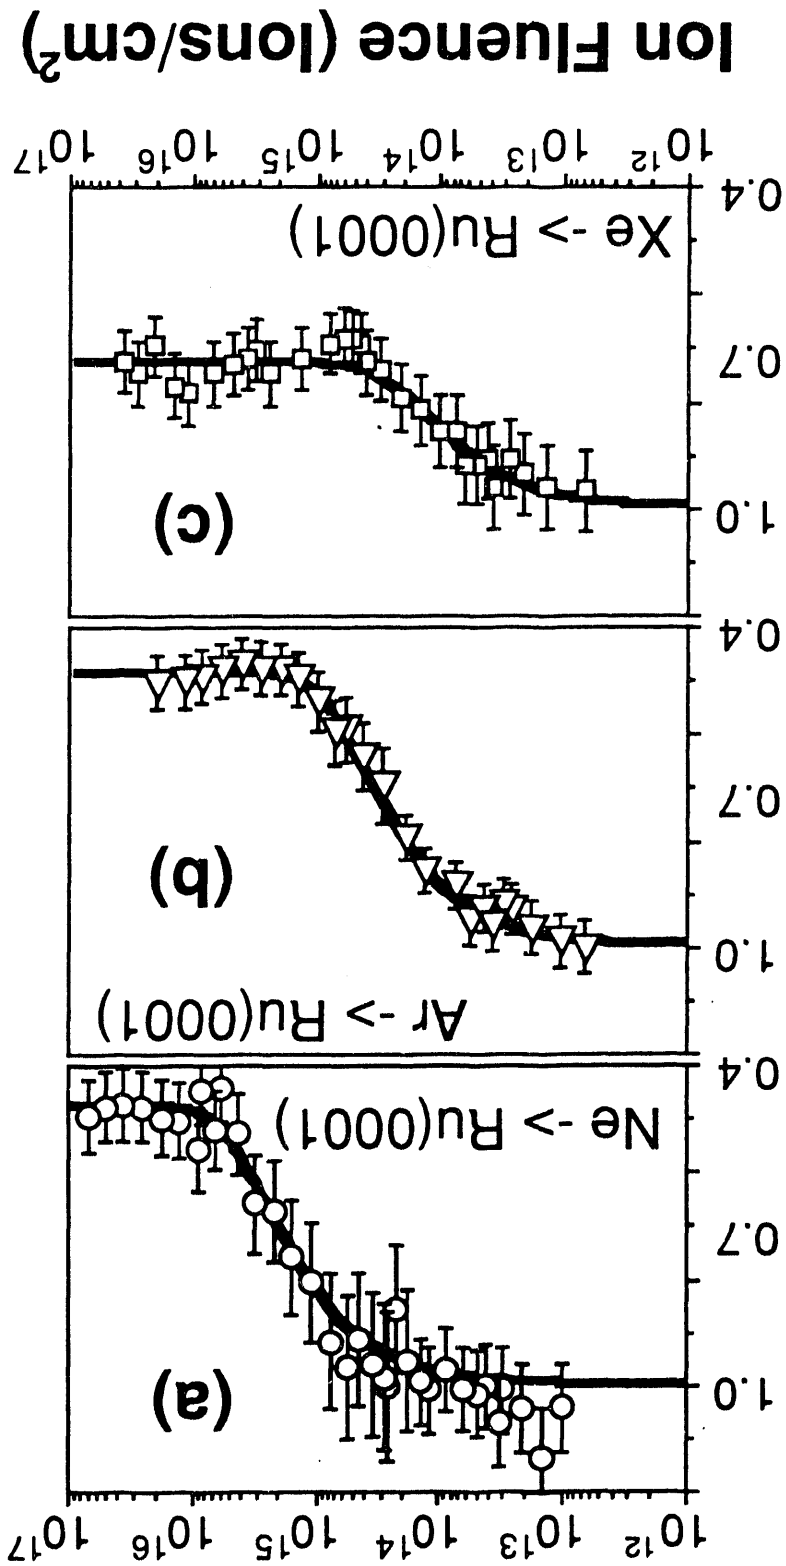 10¹² 10¹³ 10¹⁴ 10¹⁵ 10¹⁶ 10¹⁷
(a)
1.0
0.7
Ne -> Ru(0001)
0.4
Ar -> Ru(0001)
1.0
(b)
0.7
0.4
1.0
(c)
0.7
Xe -> Ru(0001)
0.4
10¹² 10¹³ 10¹⁴ 10¹⁵ 10¹⁶ 10¹⁷
Ion Fluence (Ions/cm²)